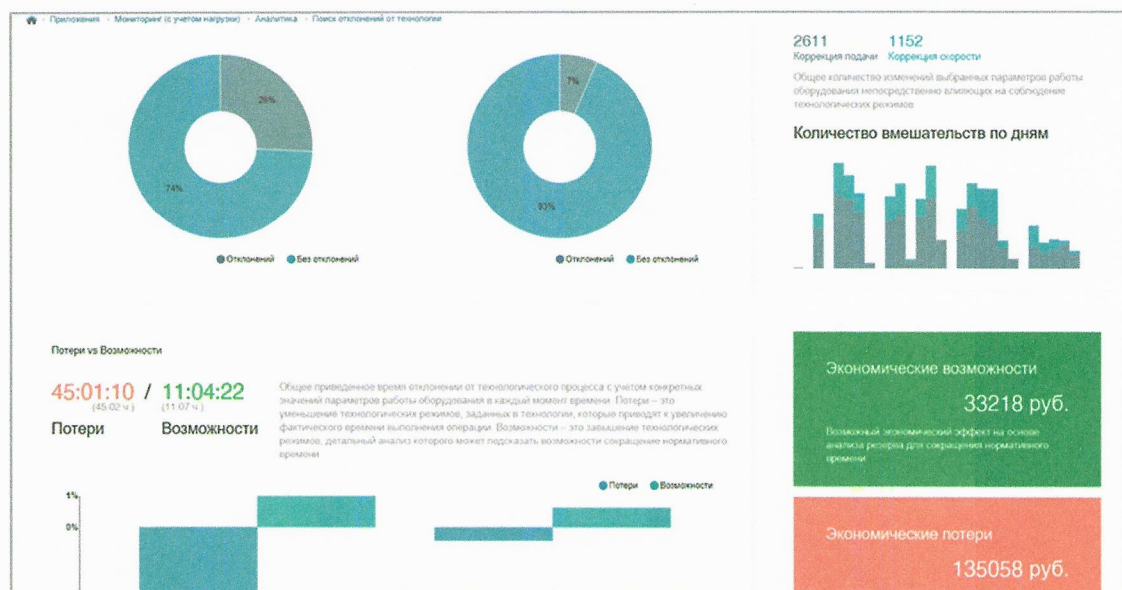 Приложения · Мониторинг (с учетом нагрузки) · Аналитика · Поиск отклонений от технологии
26%
74%
Отклонений Без отклонений
7%
93%
Отклонений Без отклонений
2611 1152
Коррекция подачи Коррекция скорости
Общее количество изменений выбранных параметров работы
оборудования непосредственно влияющих на соблюдение
технологических режимов
Количество вмешательств по дням
Потери vs Возможности
45:01:10 / 11:04:22
(45.02 ч.) (11.07 ч.)
Потери Возможности
Общее приведенное время отклонении от технологического процесса с учетом конкретных
значений параметров работы оборудования в каждый момент времени. Потери – это
уменьшение технологических режимов, заданных в технологии, которые приводят к увеличению
фактического времени выполнения операции. Возможности – это завышение технологических
режимов, детальный анализ которого может подсказать возможности сокращение нормативного
времени
Потери Возможности
1%
0%
Экономические возможности
33218 руб.
Возможный экономический эффект на основе
анализа резерва для сокращения нормативного
времени
Экономические потери
135058 руб.